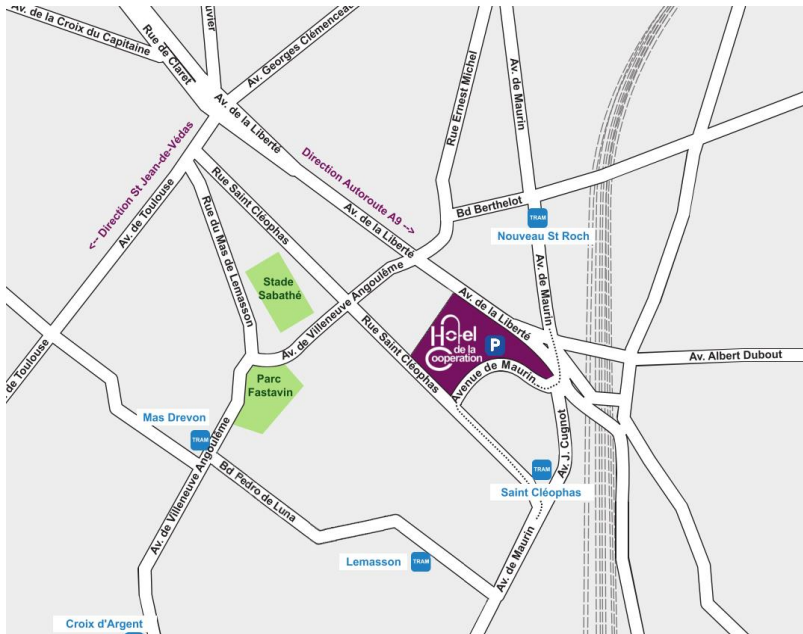 Av. de la Croix du Capitaine
Rue de Claret
uvier
Av. Georges Clémenceau
Av. de la Liberté
Rue Ernest Michel
Av. de Maurin
<-- Direction St Jean-de-Védas
Av. de Toulouse
Direction Autoroute A9 -->
Rue Saint Cléophas
Rue du Mas de Lemasson
Av. de la Liberté
Bd Berthelot
TRAM
Nouveau St Roch
Av. de Maurin
Stade
Sabathé
Av. de Villeneuve Angoulême
Av. de la Liberté
Rue Saint Cléophas
Hotel
de la
Cooperation
P
Avenue de Maurin
Av. Albert Dubout
de Toulouse
Parc
Fastavin
Mas Drevon
TRAM
Av. de Villeneuve Angoulême
Bd Pedro de Luna
Av. J. Cugnot
TRAM
Saint Cléophas
Lemasson
TRAM
Av. de Maurin
Croix d'Argent